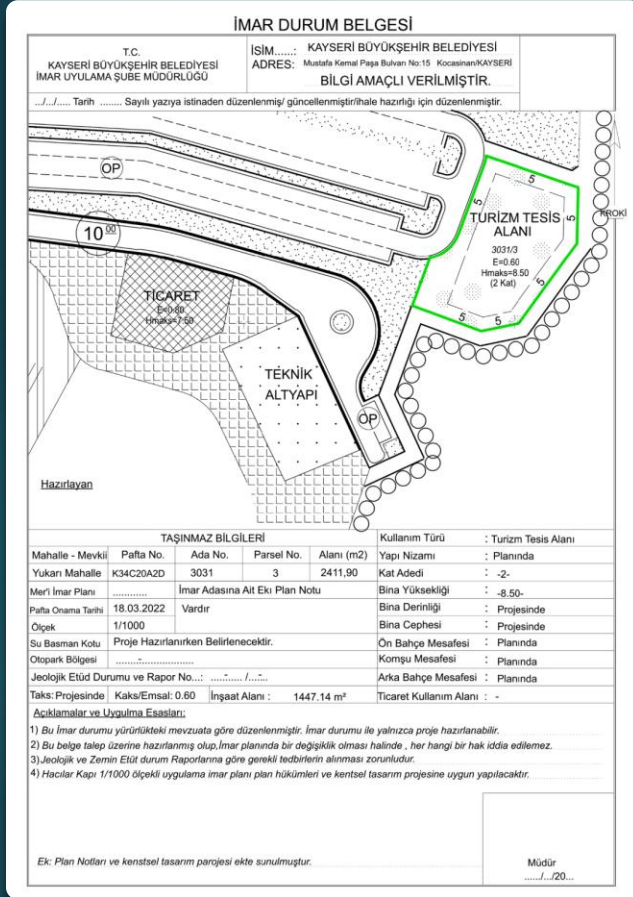 İMAR DURUM BELGESİ
T.C.
KAYSERİ BÜYÜKŞEHİR BELEDİYESİ
İMAR UYULAMA ŞUBE MÜDÜRLÜĞÜ
İSİM......: KAYSERİ BÜYÜKŞEHİR BELEDİYESİ
ADRES: Mustafa Kemal Paşa Bulvarı No:15 Kocasinan/KAYSERİ
BİLGİ AMAÇLI VERİLMİŞTİR.
.../.../..... Tarih ........ Sayılı yazıya istinaden düzenlenmiş/ güncellenmiştir/ihale hazırlığı için düzenlenmiştir.
OP
10 00
TİCARET
E=0.80
Hmaks=7.50
TEKNİK
ALTYAPI
OP
5
5
5
TURİZM TESİS
ALANI
3031/3
E=0.60
Hmaks=8.50
(2 Kat)
5
5
5
KROKİ
Hazırlayan
TAŞINMAZ BİLGİLERİ
Mahalle - Mevkii Pafta No. Ada No. Parsel No. Alanı (m2)
Yukarı Mahalle K34C20A2D 3031 3 2411,90
Mer'i İmar Planı ............ İmar Adasına Ait Ekı Plan Notu
Pafta Onama Tarihi 18.03.2022 Vardır
Ölçek 1/1000
Su Basman Kotu Proje Hazırlanırken Belirlenecektir.
Otopark Bölgesi ..........-..............
Jeolojik Etüd Durumu ve Rapor No...: .....-..... /...-...
Taks: Projesinde Kaks/Emsal: 0.60 İnşaat Alanı : 1447.14 m²
Kullanım Türü : Turizm Tesis Alanı
Yapı Nizamı : Planında
Kat Adedi : -2-
Bina Yüksekliği : -8.50-
Bina Derinliği : Projesinde
Bina Cephesi : Projesinde
Ön Bahçe Mesafesi : Planında
Komşu Mesafesi : Planında
Arka Bahçe Mesafesi : Planında
Ticaret Kullanım Alanı : -
Açıklamalar ve Uygulma Esasları:
1) Bu İmar durumu yürürlükteki mevzuata göre düzenlenmiştir. İmar durumu ile yalnızca proje hazırlanabilir.
2) Bu belge talep üzerine hazırlanmış olup,İmar planında bir değişiklik olması halinde , her hangi bir hak iddia edilemez.
3)Jeolojik ve Zemin Etüt durum Raporlarına göre gerekli tedbirlerin alınması zorunludur.
4) Hacılar Kapı 1/1000 ölçekli uygulama imar planı plan hükümleri ve kentsel tasarım projesine uygun yapılacaktır.
Ek: Plan Notları ve kenstsel tasarım parojesi ekte sunulmuştur.
Müdür
...../.../20...